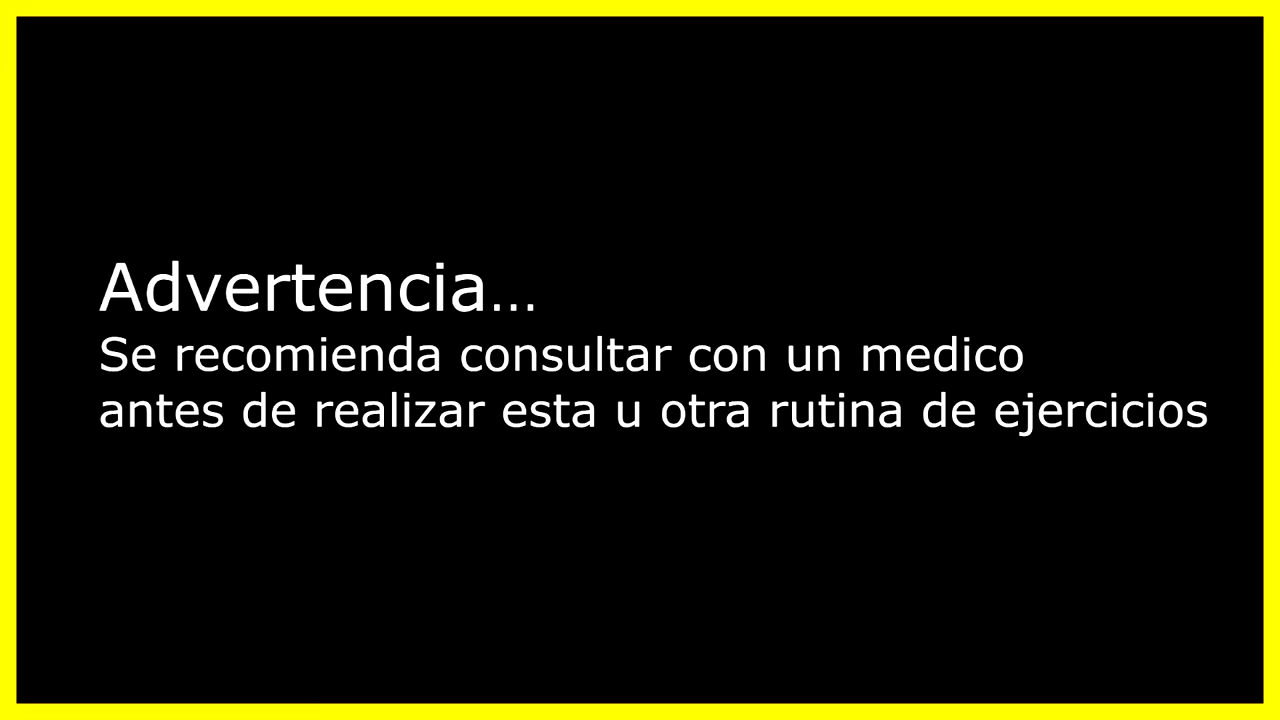 Advertencia...
Se recomienda consultar con un medico
antes de realizar esta u otra rutina de ejercicios